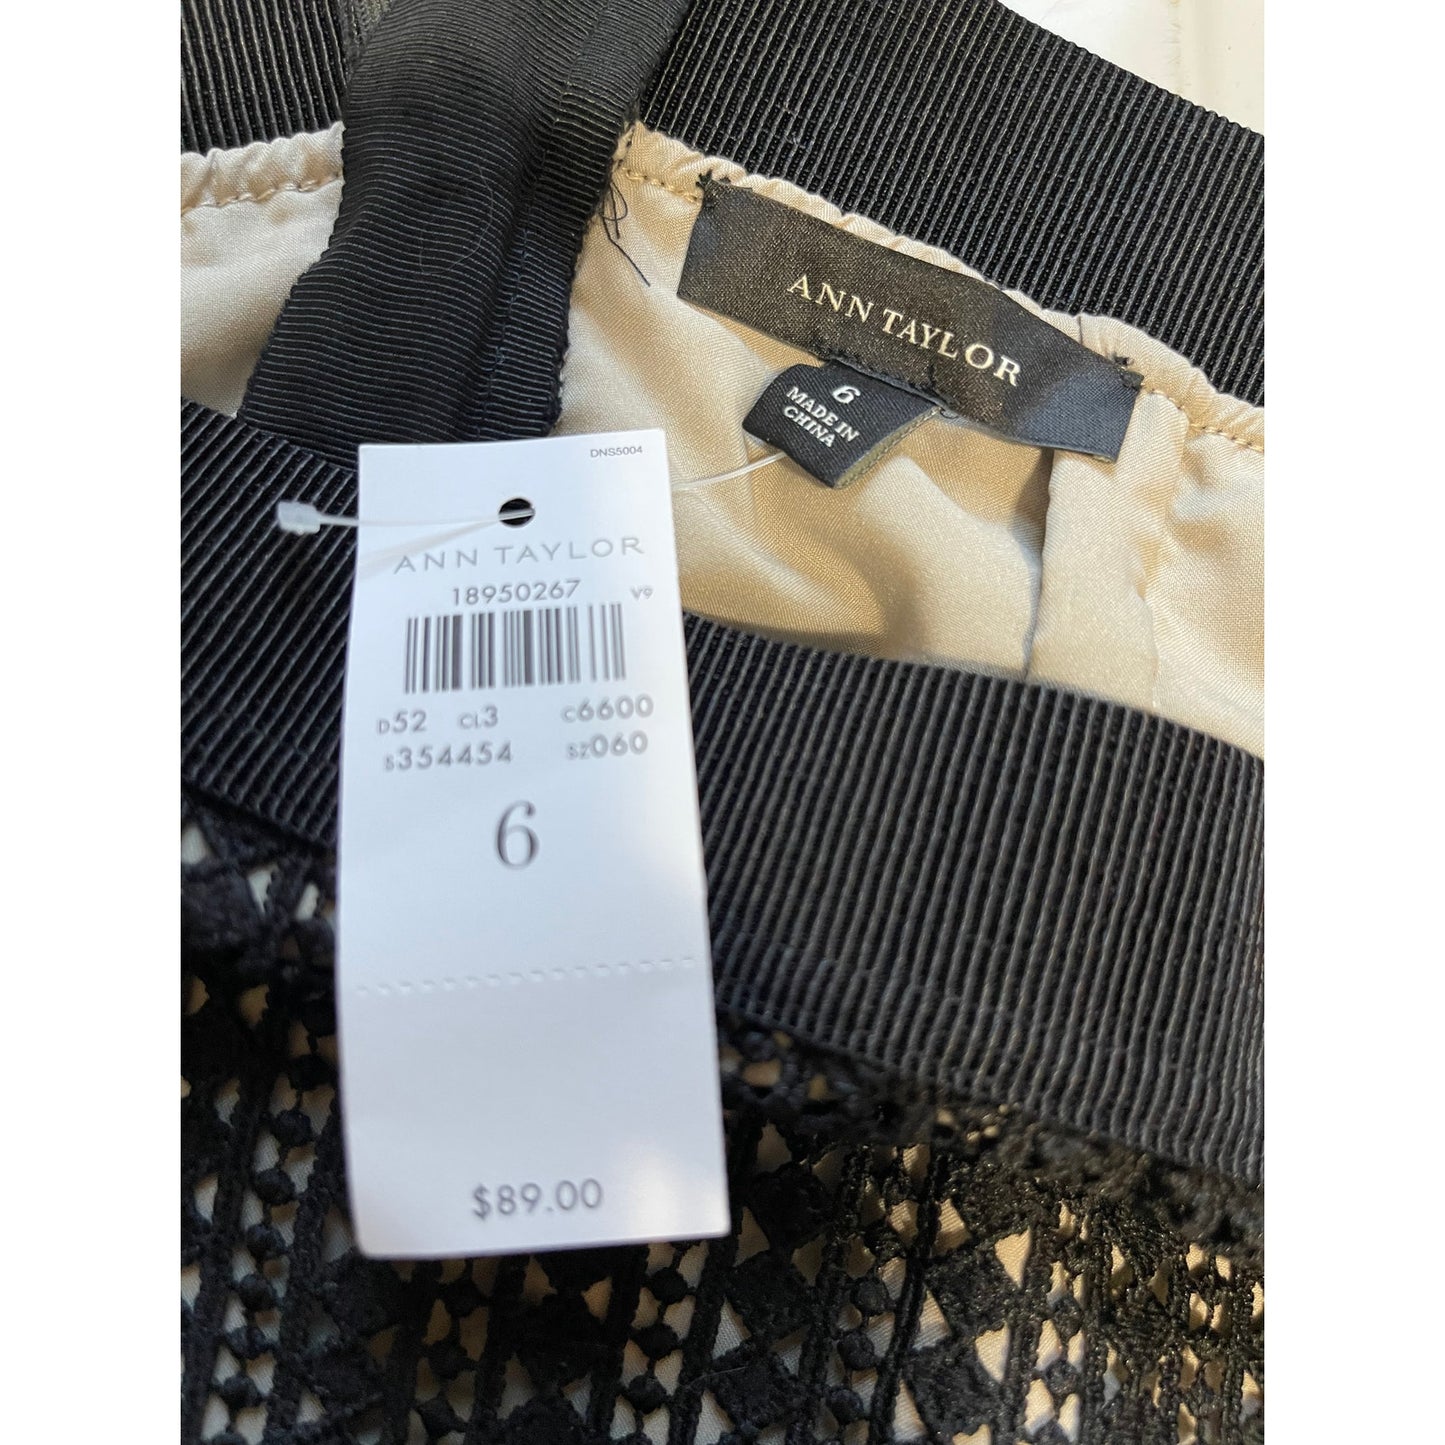 ANN TAYLOR
6
MADE IN
CHINA
DNS5004
ANN TAYLOR
18950267 V9
D52 CL3 C6600
S354454 SZ060
6
$89.00